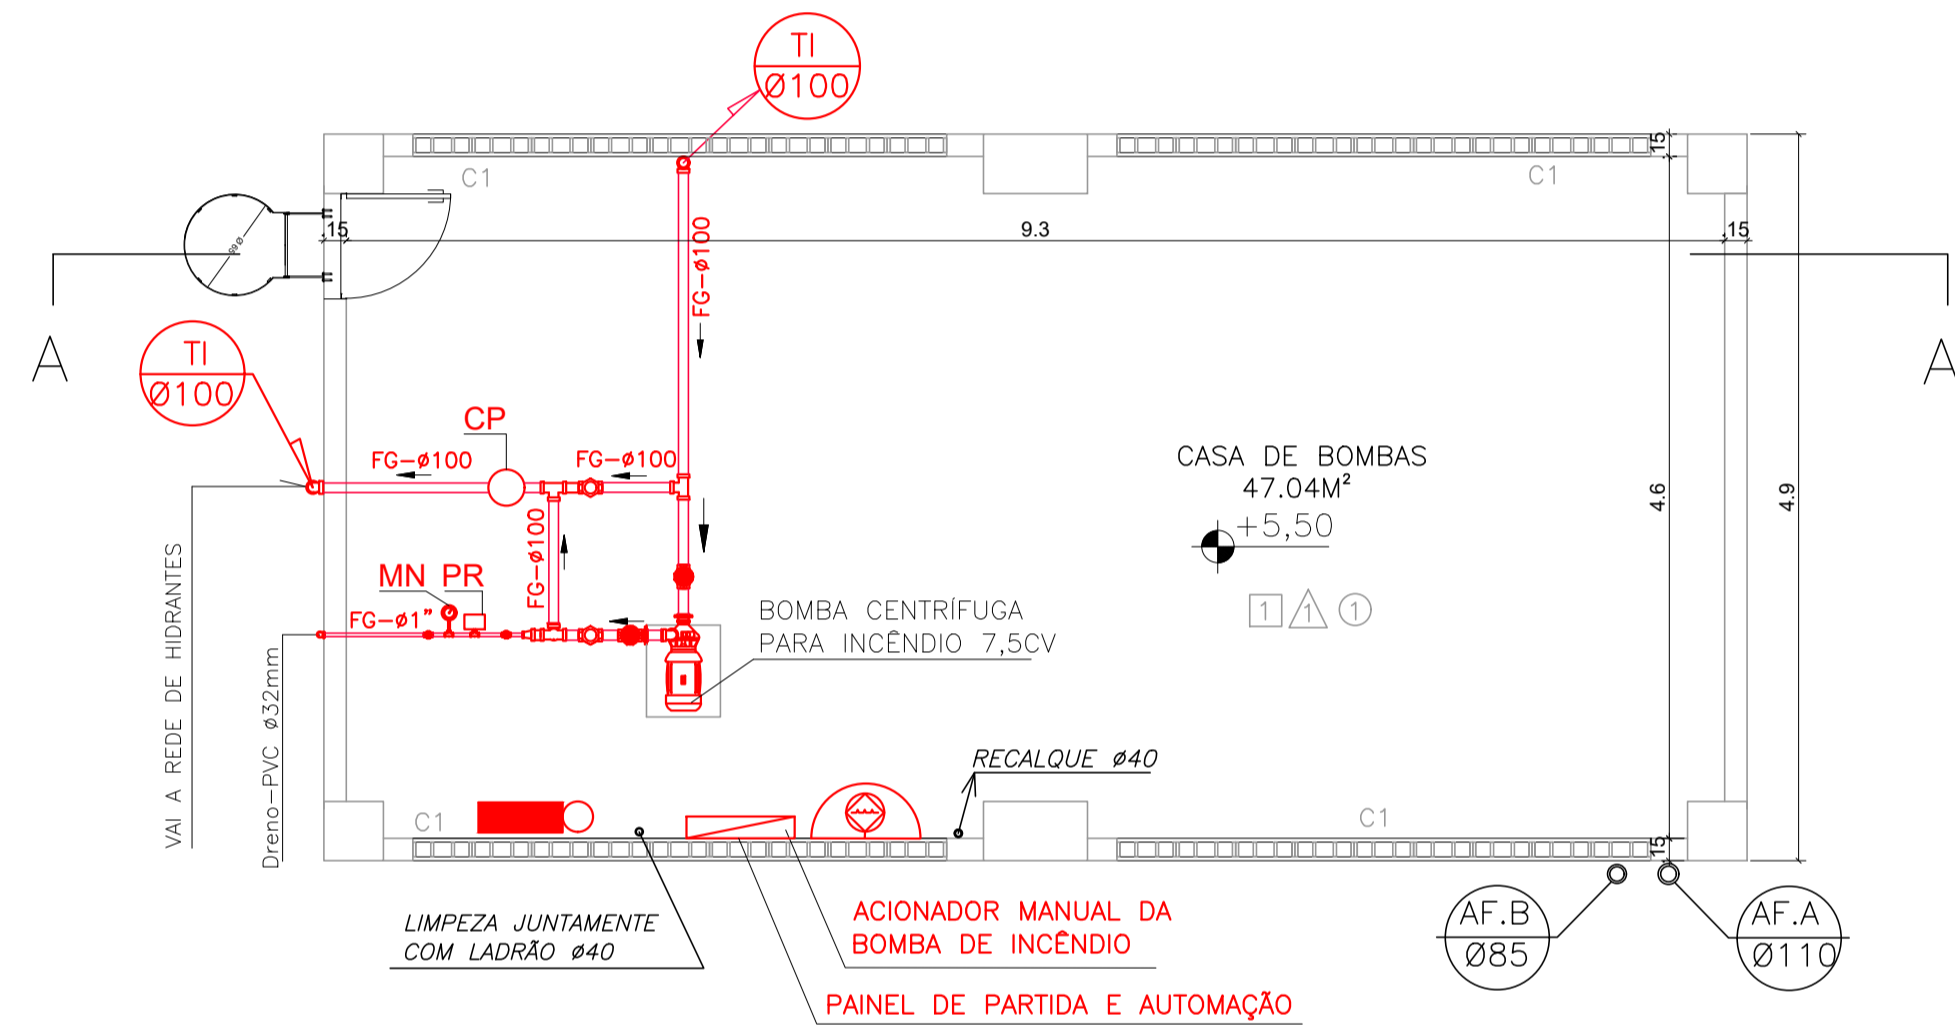 TI
Ø100
C1
C1
.15
9.3
.15
15
Ø65
FG-ø100
A
A
TI
Ø100
CP
FG-ø100
FG-ø100
CASA DE BOMBAS
47.04M²
+5,50
4.6
4.9
FG-ø100
MN PR
FG-ø1”
1 1 1
BOMBA CENTRÍFUGA
PARA INCÊNDIO 7,5CV
VAI A REDE DE HIDRANTES
Dreno-PVC ø32mm
RECALQUE ø40
C1
C1
15
LIMPEZA JUNTAMENTE
COM LADRÃO ø40
ACIONADOR MANUAL DA
BOMBA DE INCÊNDIO
PAINEL DE PARTIDA E AUTOMAÇÃO
AF.B
Ø85
AF.A
Ø110